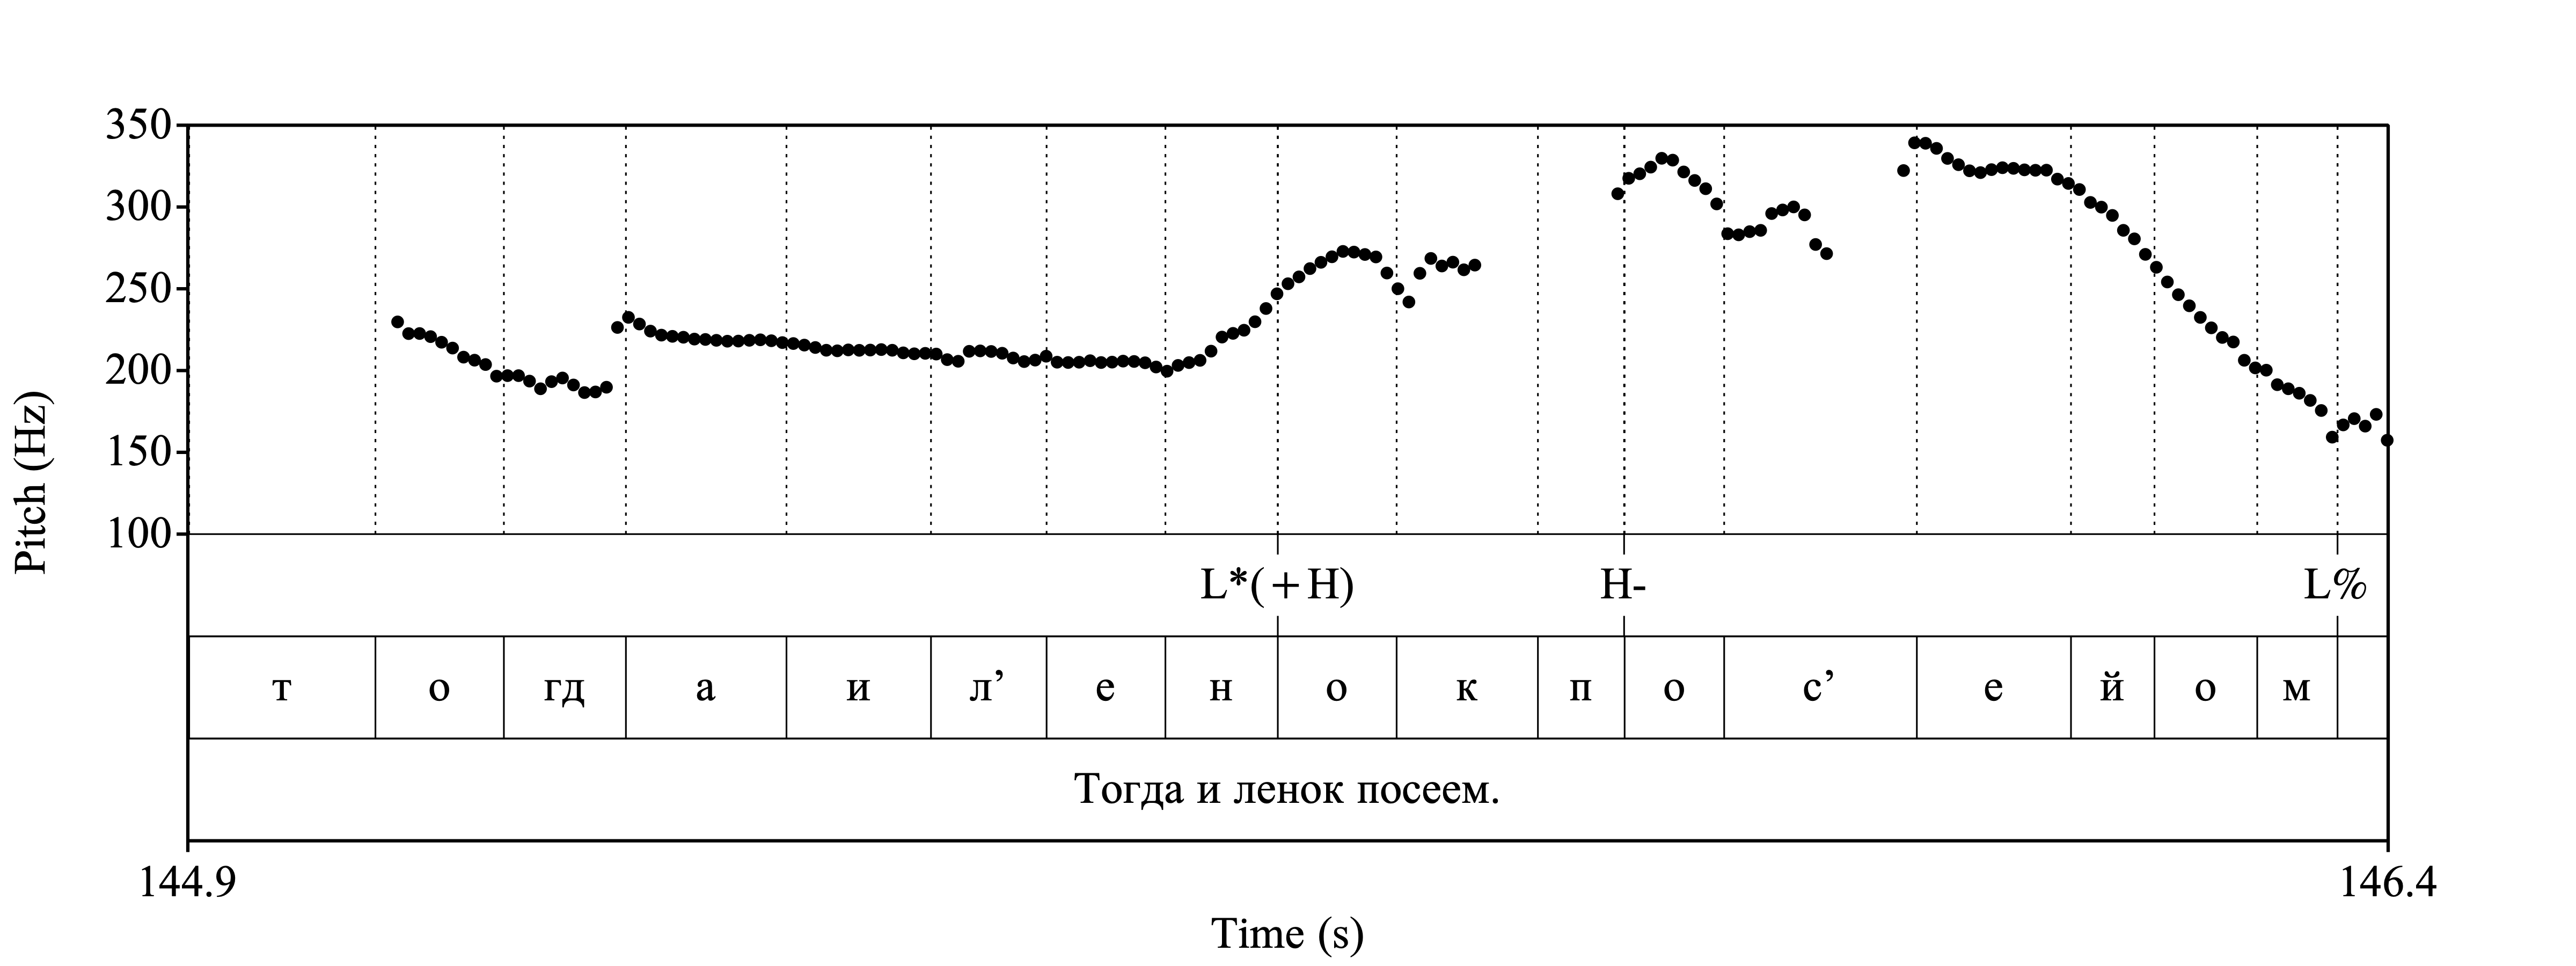 350
300
250
200
150
100
Pitch (Hz)
L*(+H) H- L%
т о гд а и л’ е н о к п о с’ е й о м
Тогда и ленок посеем.
144.9 146.4
Time (s)